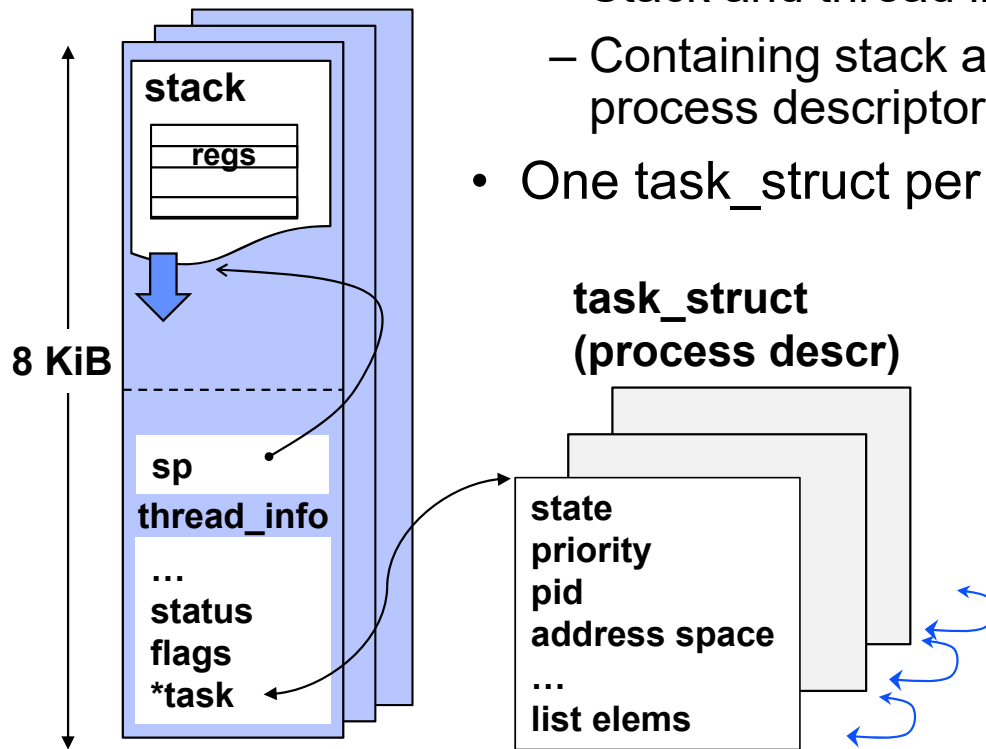 – Containing stack a
process descriptor
• One task_struct per
stack
regs
8 KiB
sp
thread_info
…
status
flags
*task
task_struct
(process descr)
state
priority
pid
address space
…
list elems